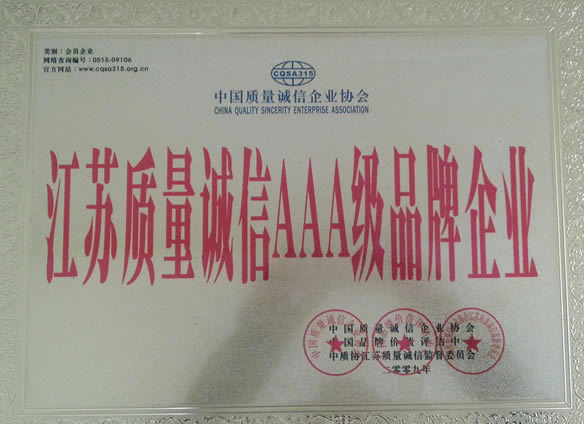 类别：会员企业
网络查询编号：0515-09106
官方网站：www.cqsa315.org.cn
CQSA315
中国质量诚信企业协会
CHINA QUALITY SINCERITY ENTERPRISE ASSOCIATION
江苏质量诚信AAA级品牌企业
中国质量诚信企业协会
中国品牌价值评估中心
中质协江苏质量诚信监督委员会
二零零九年